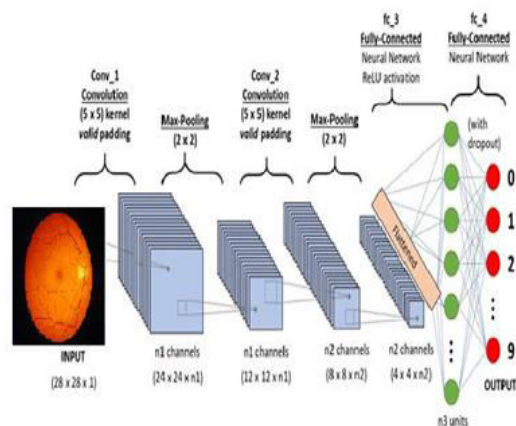 fc_3
Fully-Connected
Neural Network
ReLU activation
fc_4
Fully-Connected
Neural Network
Conv_1
Convolution
(5 x 5) kernel
valid padding
Max-Pooling
(2 x 2)
Conv_2
Convolution
(5 x 5) kernel
valid padding
Max-Pooling
(2 x 2)
(with
dropout)
Flattened
0
1
2
9
INPUT
(28 x 28 x 1)
n1 channels
(24 x 24 x n1)
n1 channels
(12 x 12 x n1)
n2 channels
(8 x 8 x n2)
n2 channels
(4 x 4 x n2)
OUTPUT
n3 units